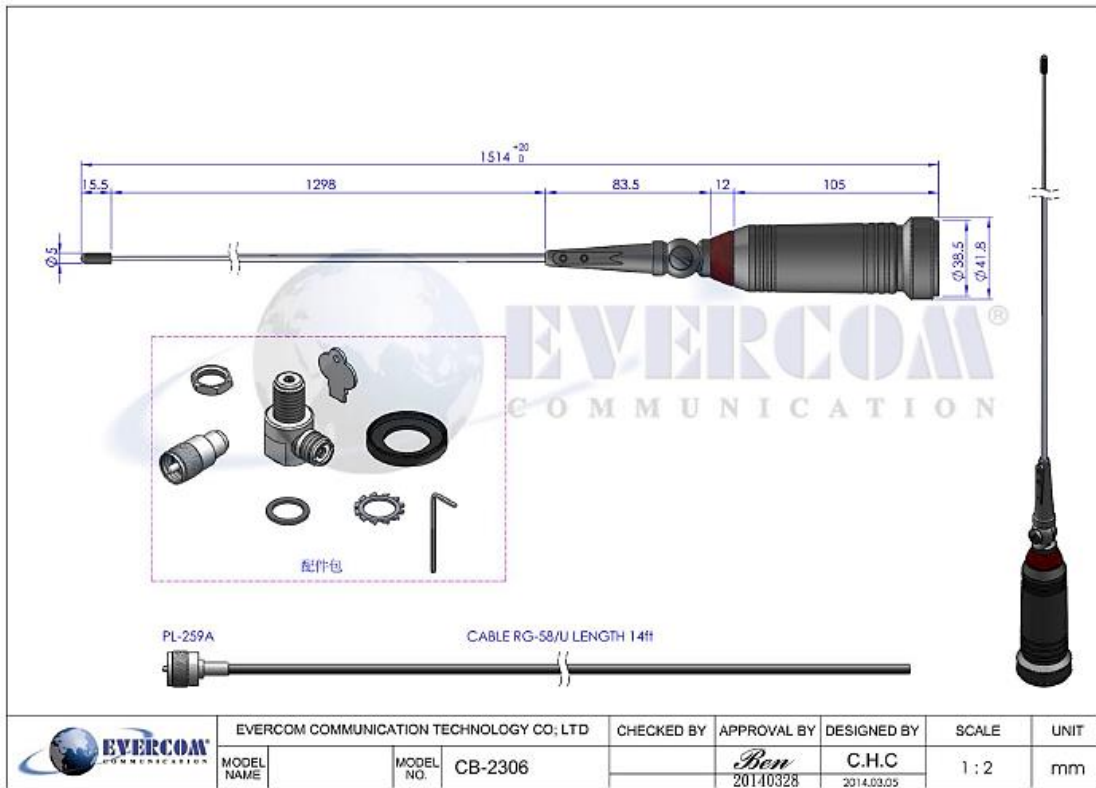 1514 +20 0
15.5 1298 83.5 12 105
Ø5
Ø38.5
Ø41.8
EVERCOM®
COMMUNICATION
配件包
PL-259A
CABLE RG-58/U LENGTH 14ft
EVERCOM
COMMUNICATION
EVERCOM COMMUNICATION TECHNOLOGY CO; LTD
CHECKED BY
APPROVAL BY
DESIGNED BY
SCALE
UNIT
MODEL NAME
MODEL NO.
CB-2306
Ben
20140328
C.H.C
2014.03.05
1 : 2
mm